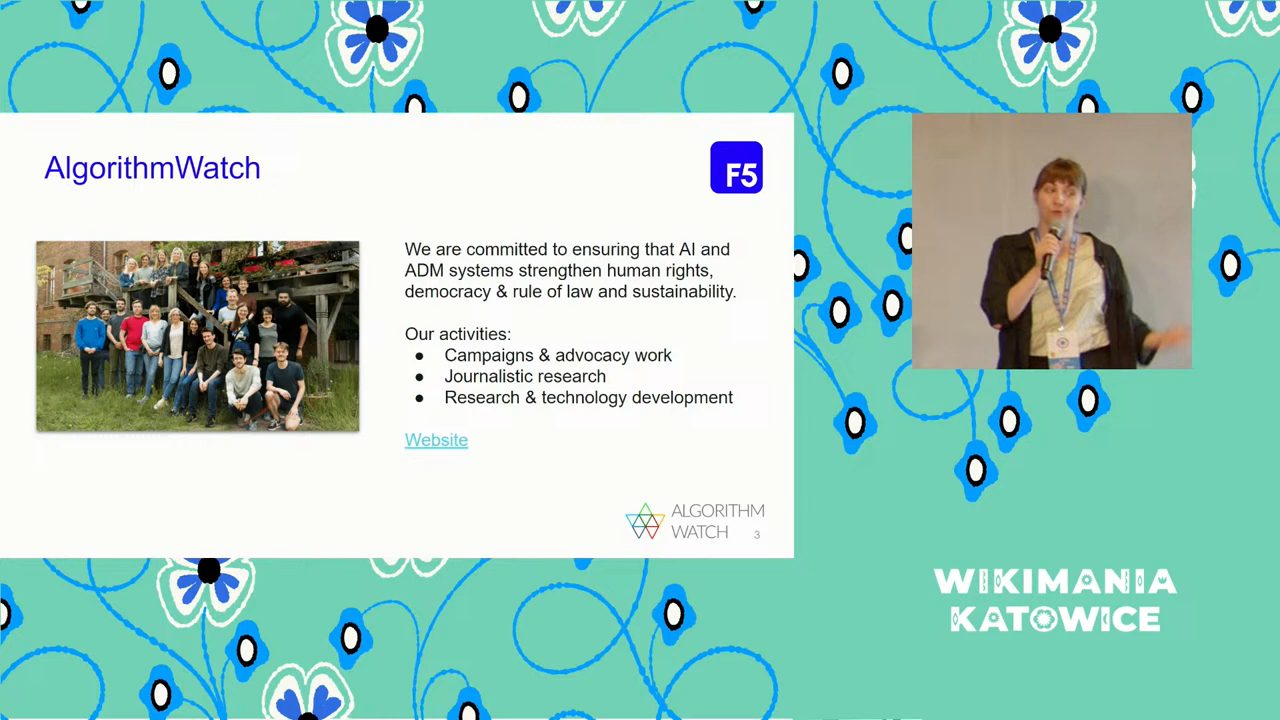 AlgorithmWatch
F5
We are committed to ensuring that AI and
ADM systems strengthen human rights,
democracy & rule of law and sustainability.
Our activities:
● Campaigns & advocacy work
● Journalistic research
● Research & technology development
Website
ALGORITHM
WATCH 3
WIKIMANIA
KATOWICE